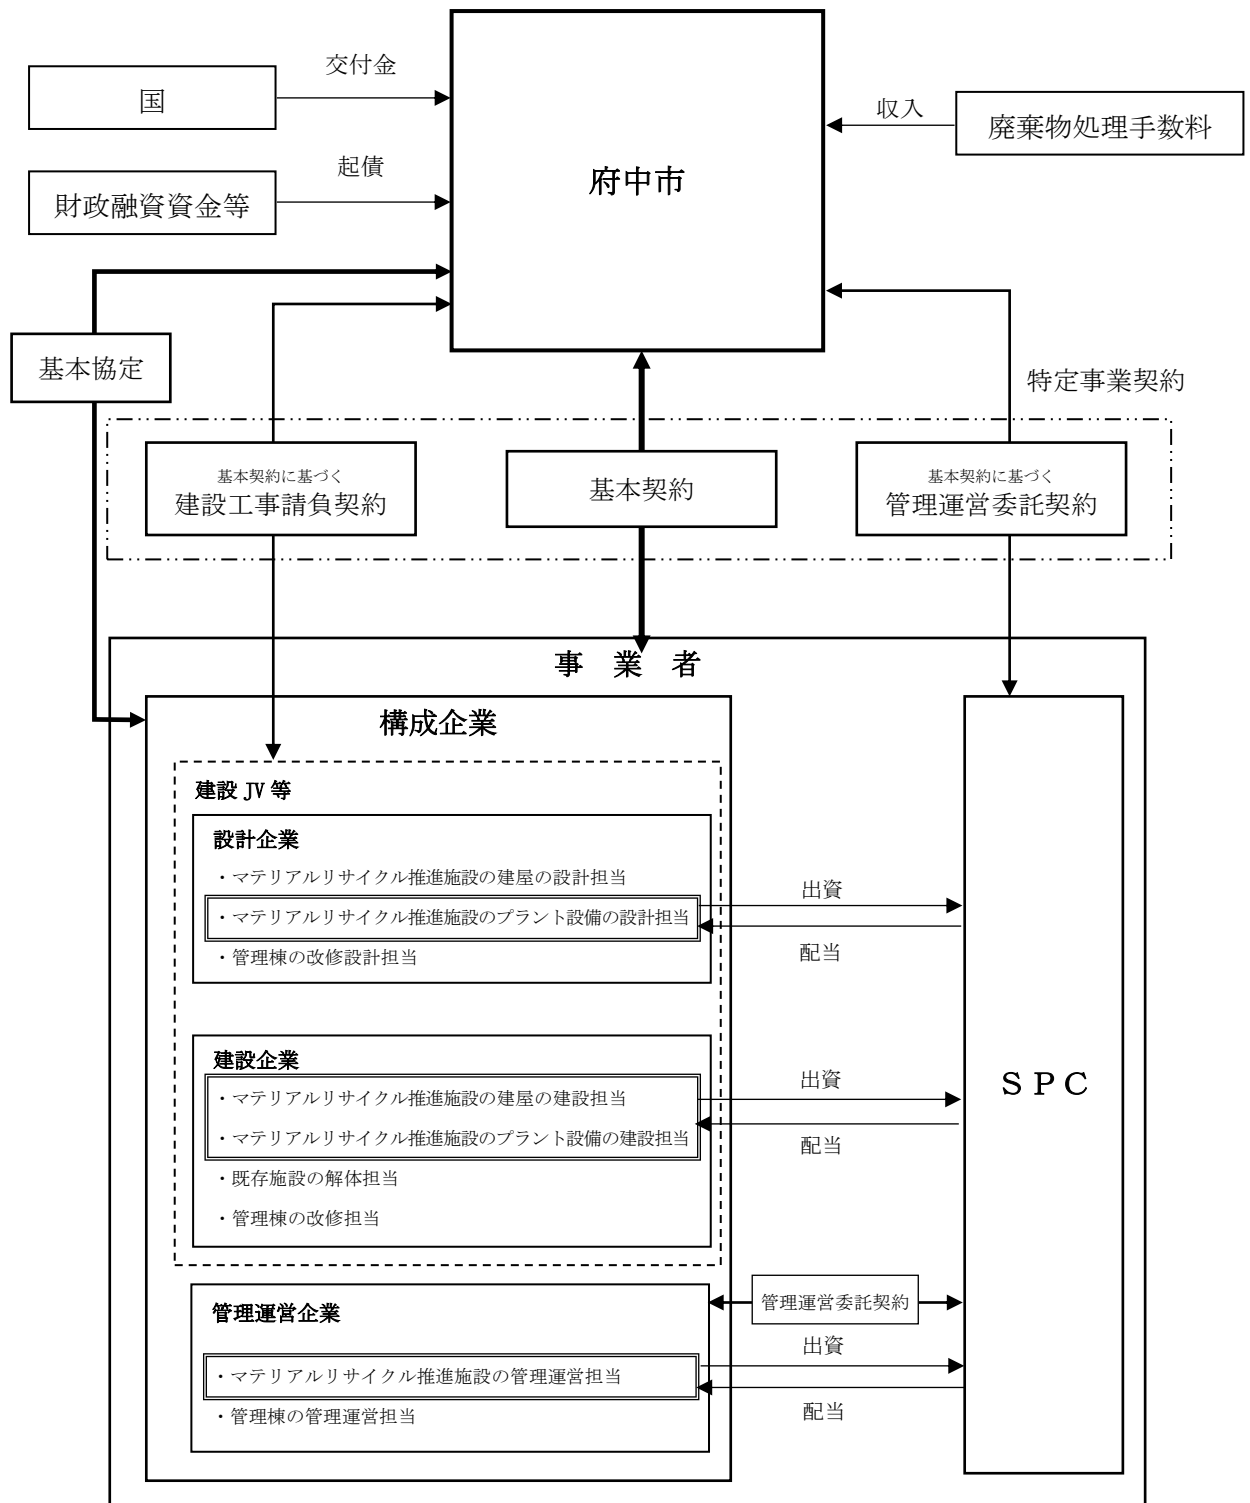 交付金
国
収入
廃棄物処理手数料
起債
財政融資資金等
府中市
基本協定
特定事業契約
基本契約に基づく
建設工事請負契約
基本契約
基本契約に基づく
管理運営委託契約
事 業 者
構成企業
建設 JV 等
設計企業
・マテリアルリサイクル推進施設の建屋の設計担当
・マテリアルリサイクル推進施設のプラント設備の設計担当
・管理棟の改修設計担当
出資
配当
建設企業
・マテリアルリサイクル推進施設の建屋の建設担当
・マテリアルリサイクル推進施設のプラント設備の建設担当
・既存施設の解体担当
・管理棟の改修担当
出資
配当
SPC
管理運営企業
・マテリアルリサイクル推進施設の管理運営担当
・管理棟の管理運営担当
管理運営委託契約
出資
配当